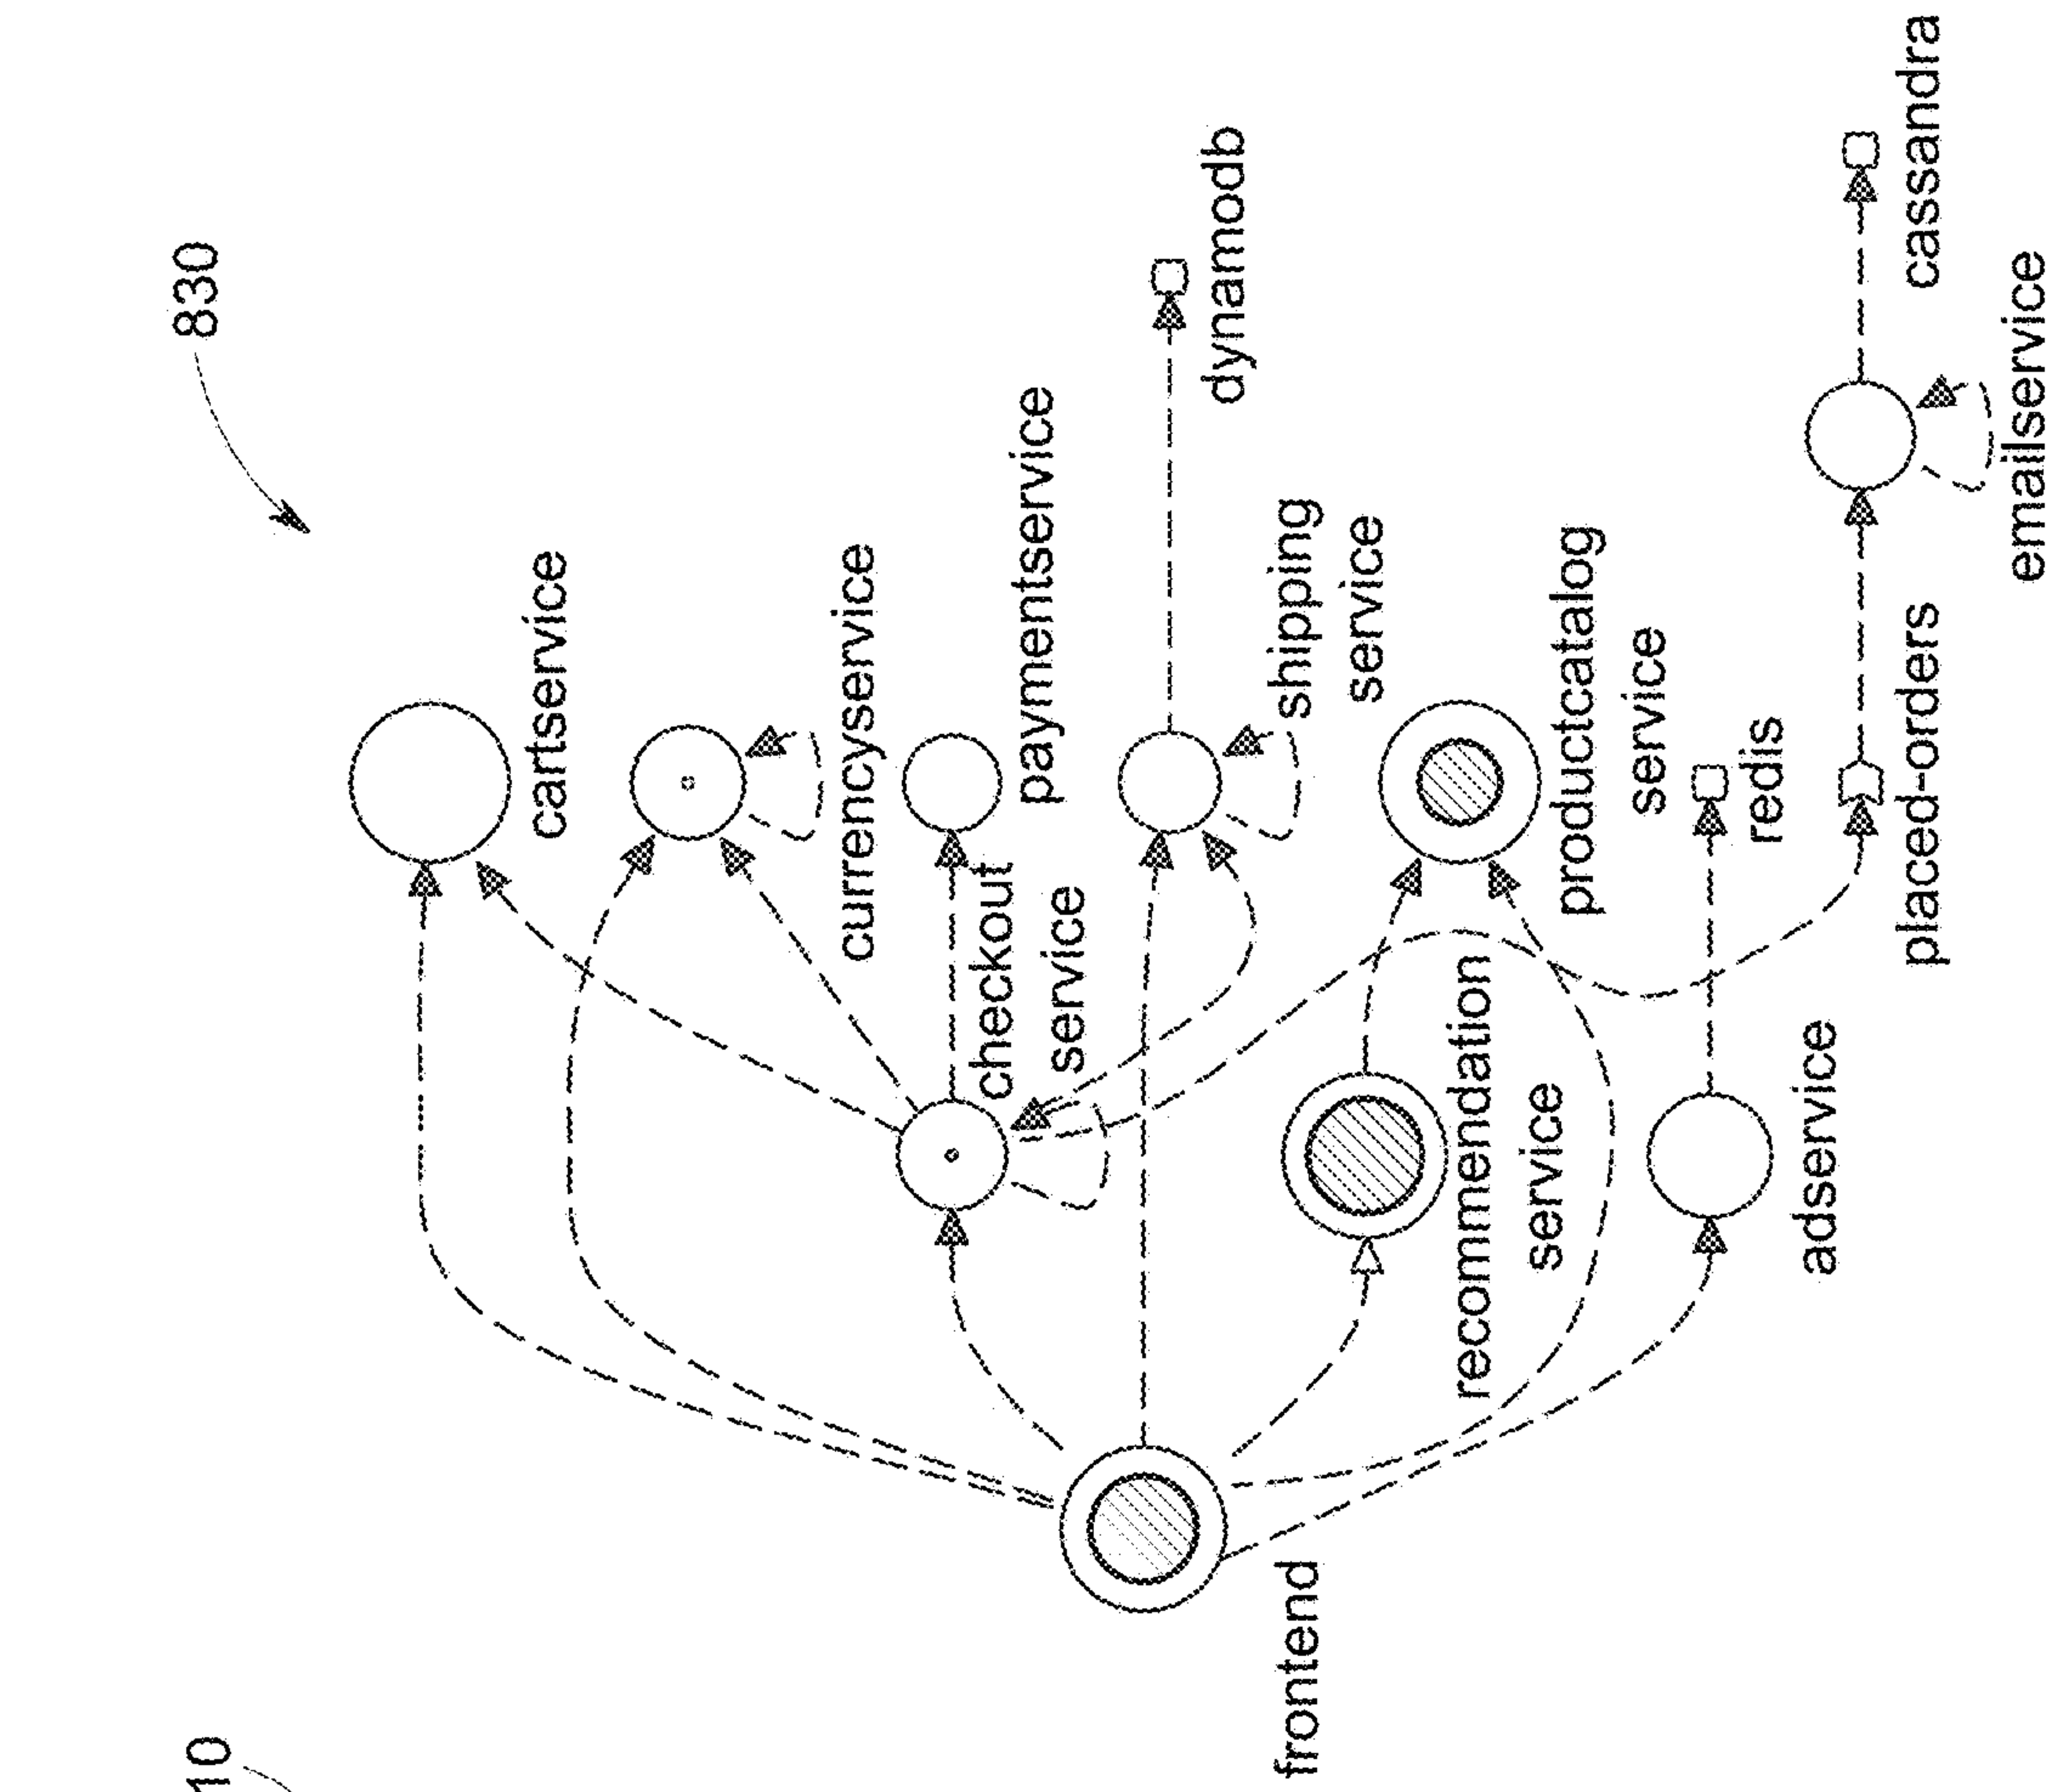 830
cartservice
currencyservice
paymentservice
checkout
service
dynamodb
shipping
service
productcatalog
service
recommendation
service
redis
adservice
placed-orders
cassandra
emailservice
frontend
10